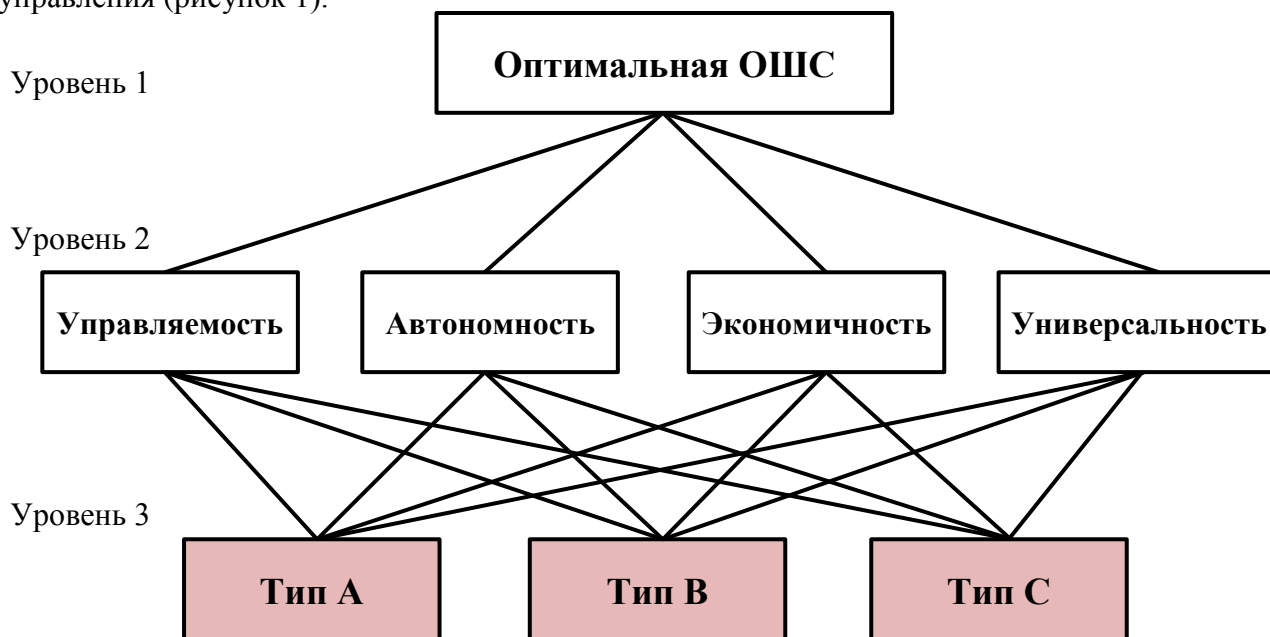 управления (рисунок 1).
Оптимальная ОШС
Уровень 1
Уровень 2
Управляемость Автономность Экономичность Универсальность
Уровень 3
Тип А Тип В Тип С